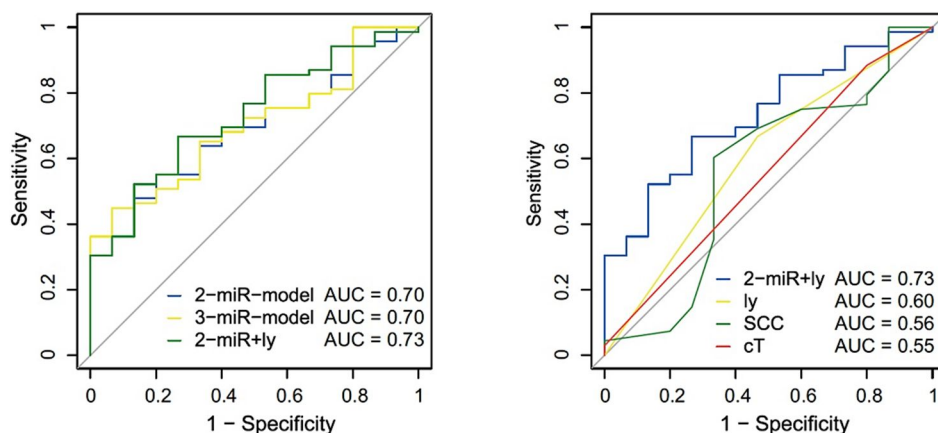 Sensitivity
1
0.8
0.6
0.4
0.2
0
2−miR−model AUC = 0.70
3−miR−model AUC = 0.70
2−miR+ly AUC = 0.73
0 0.2 0.4 0.6 0.8 1
1 − Specificity
Sensitivity
1
0.8
0.6
0.4
0.2
0
2−miR+ly AUC = 0.73
ly AUC = 0.60
SCC AUC = 0.56
cT AUC = 0.55
0 0.2 0.4 0.6 0.8 1
1 − Specificity